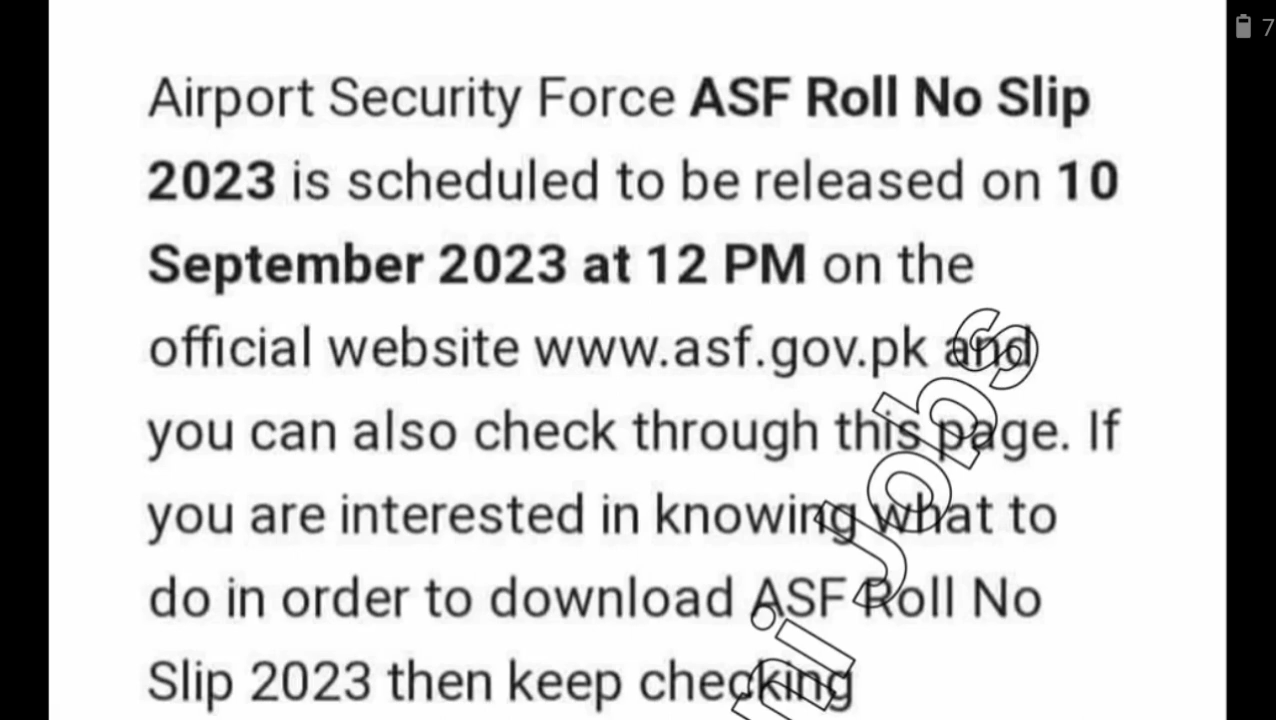 Airport Security Force ASF Roll No Slip
2023 is scheduled to be released on 10
September 2023 at 12 PM on the
official website www.asf.gov.pk and
you can also check through this page. If
you are interested in knowing what to
do in order to download ASF Roll No
Slip 2023 then keep checking
Jobs
7